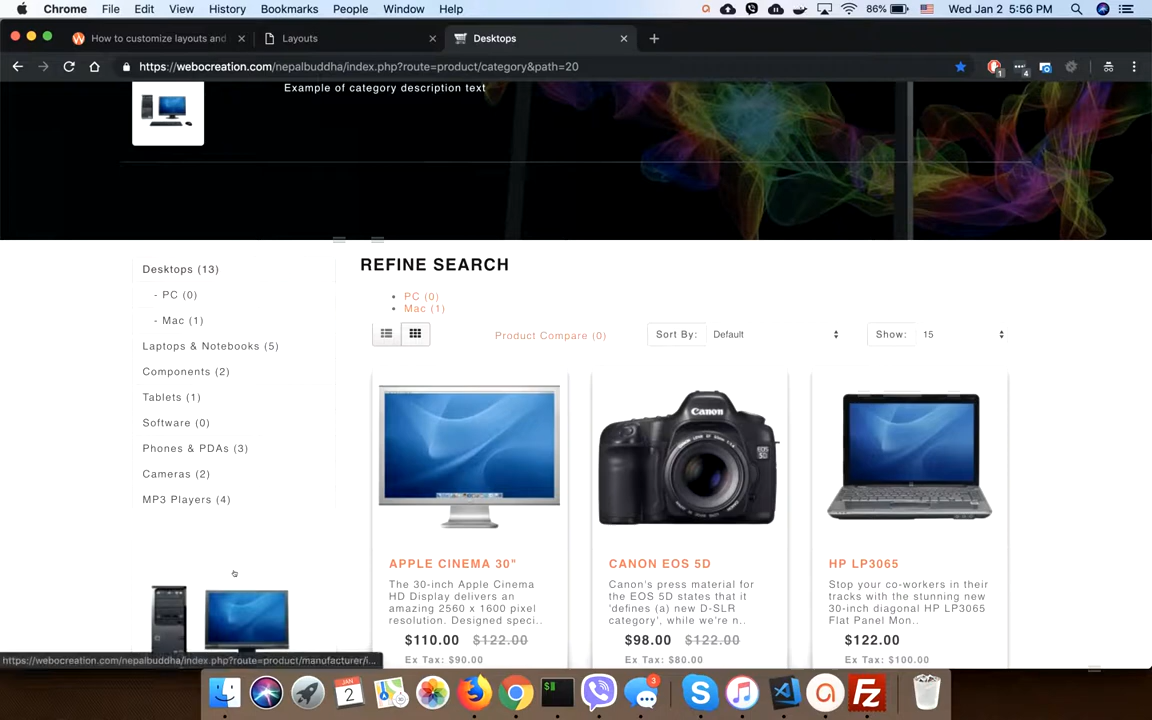 Chrome File Edit View History Bookmarks People Window Help 86% Wed Jan 2 5:56 PM
How to customize layouts and Layouts Desktops
https://webocreation.com/nepalbuddha/index.php?route=product/category&path=20
1 4
Example of category description text
Desktops (13)
- PC (0)
- Mac (1)
Laptops & Notebooks (5)
Components (2)
Tablets (1)
Software (0)
Phones & PDAs (3)
Cameras (2)
MP3 Players (4)
REFINE SEARCH
• PC (0)
• Mac (1)
Product Compare (0) Sort By: Default Show: 15
Canon
EOS
5D
APPLE CINEMA 30"
The 30-inch Apple Cinema
HD Display delivers an
amazing 2560 x 1600 pixel
resolution. Designed speci..
$110.00 $122.00
Ex Tax: $90.00
CANON EOS 5D
Canon's press material for
the EOS 5D states that it
'defines (a) new D-SLR
category', while we're n..
$98.00 $122.00
Ex Tax: $80.00
HP LP3065
Stop your co-workers in their
tracks with the stunning new
30-inch diagonal HP LP3065
Flat Panel Mon..
$122.00
Ex Tax: $100.00
https://webocreation.com/nepalbuddha/index.php?route=product/manufacturer/i...
JAN
2
3